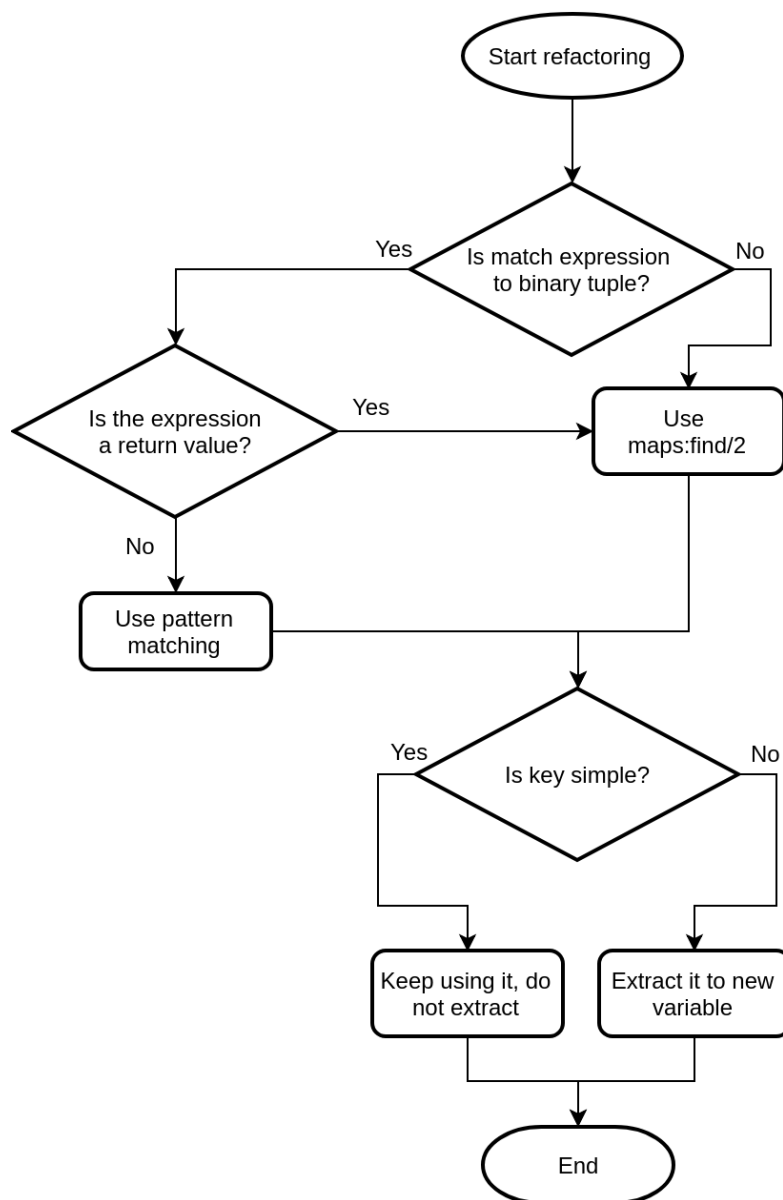 Start refactoring
Is match expression
to binary tuple?
Yes
No
Is the expression
a return value?
Yes
Use
maps:find/2
No
Use pattern
matching
Is key simple?
Yes
No
Keep using it, do
not extract
Extract it to new
variable
End